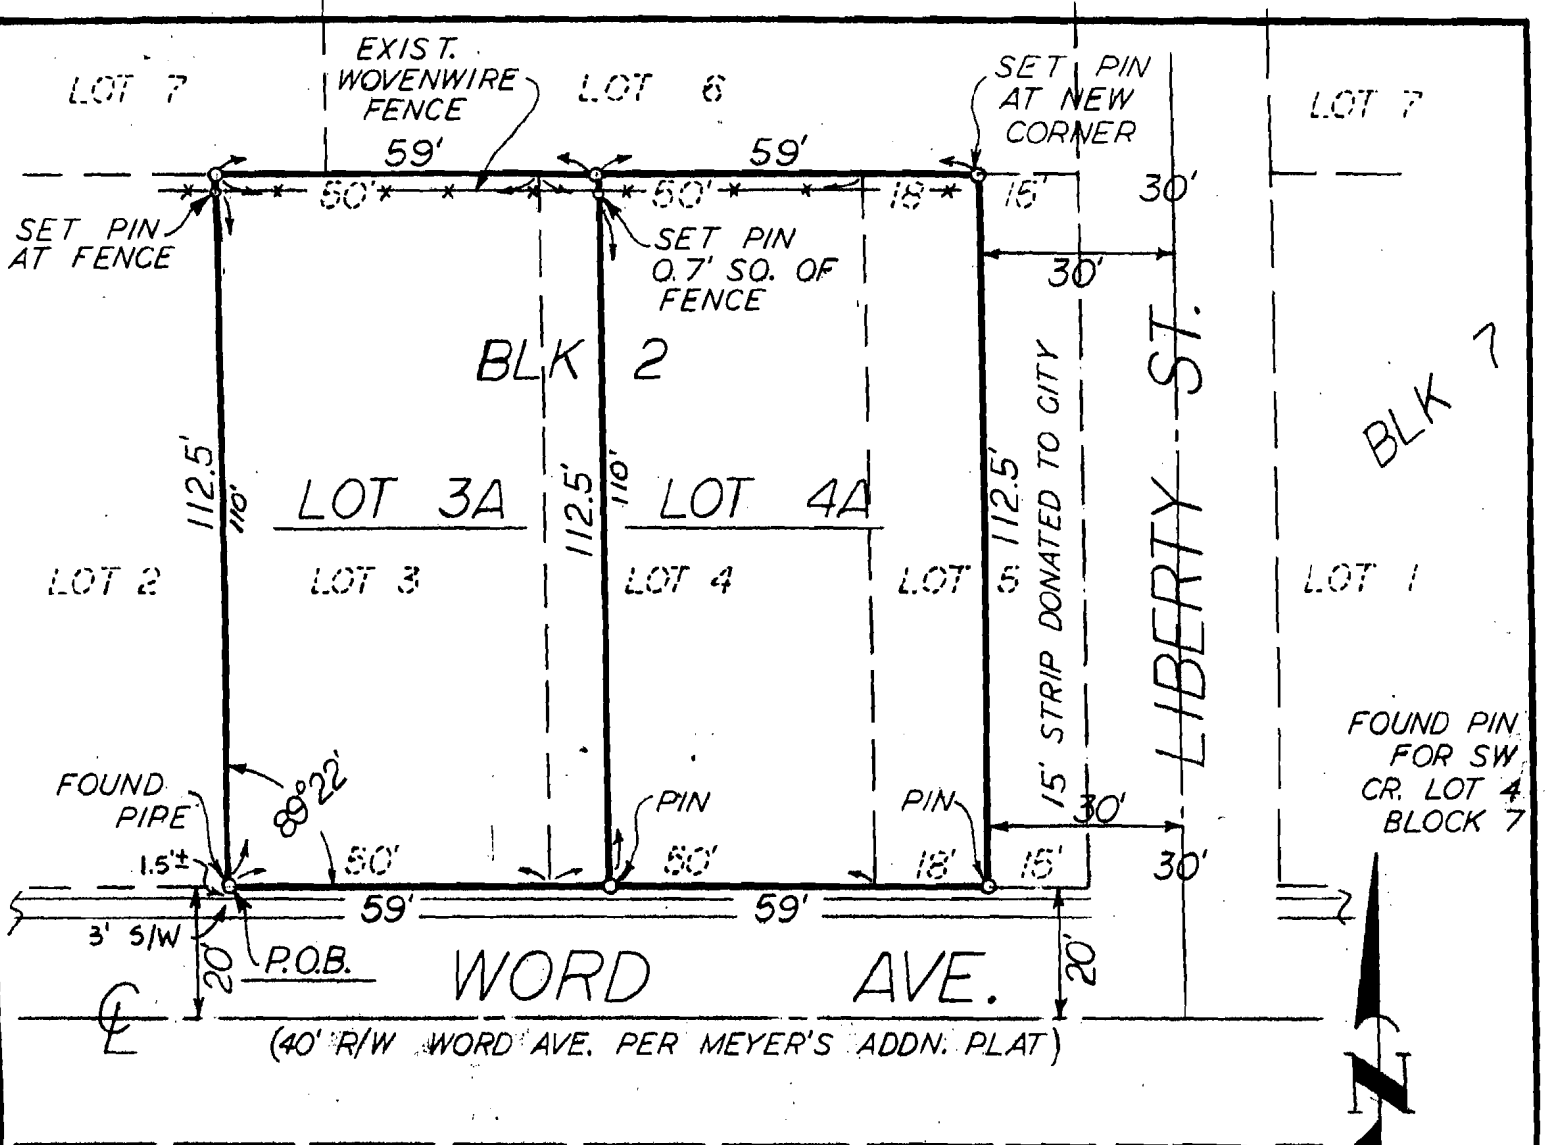 LOT 7
EXIST.
WOVENWIRE
FENCE
LOT 6
SET PIN
AT NEW
CORNER
LOT 7
59'
59'
50'
50'
18'
15'
30'
SET PIN
AT FENCE
SET PIN
0.7' SO. OF
FENCE
30'
BLK 2
BLK 7
112.5'
110'
LOT 3A
112.5'
110'
LOT 4A
112.5'
15' STRIP DONATED TO CITY
LIBERTY ST.
LOT 2
LOT 3
LOT 4
LOT 5
LOT 1
FOUND PIN
FOR SW
CR. LOT 4
BLOCK 7
FOUND
PIPE
89°22'
PIN
PIN
30'
1.5'±
50'
50'
18'
15'
30'
59'
59'
3' S/W
20'
P.O.B.
WORD AVE.
20'
CL
(40' R/W WORD AVE. PER MEYER'S ADDN. PLAT)
N